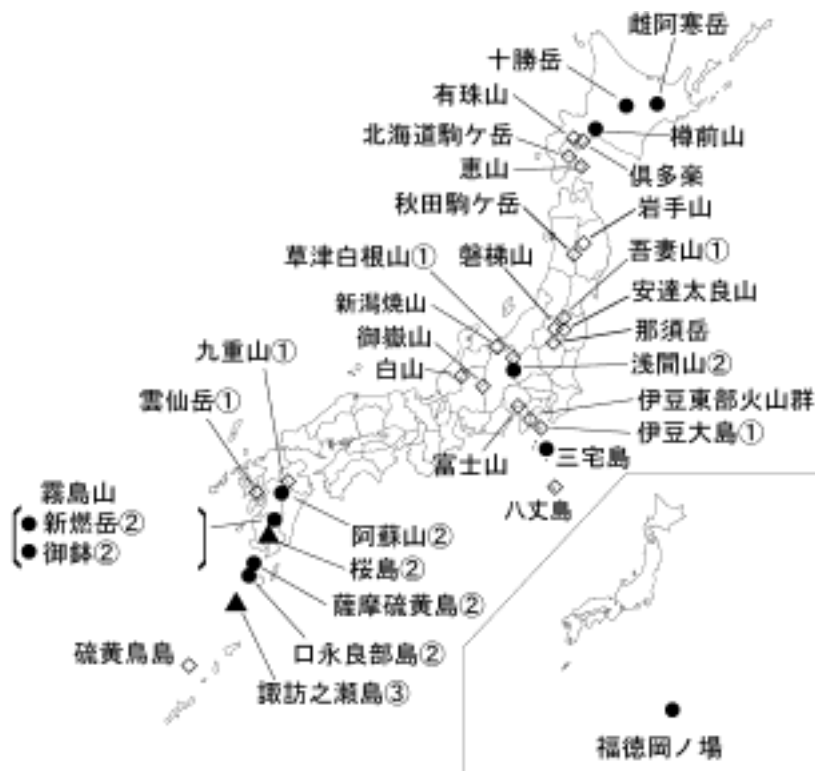 雌阿寒岳
十勝岳
有珠山
樽前山
北海道駒ケ岳
恵山
倶多楽
秋田駒ケ岳
岩手山
草津白根山①
磐梯山
吾妻山①
新潟焼山
安達太良山
御嶽山
那須岳
九重山①
白山
浅間山②
雲仙岳①
伊豆東部火山群
伊豆大島①
富士山
三宅島
霧島山
八丈島
新燃岳②
阿蘇山②
御鉢②
桜島②
薩摩硫黄島②
硫黄鳥島
口永良部島②
諏訪之瀬島③
福徳岡ノ場